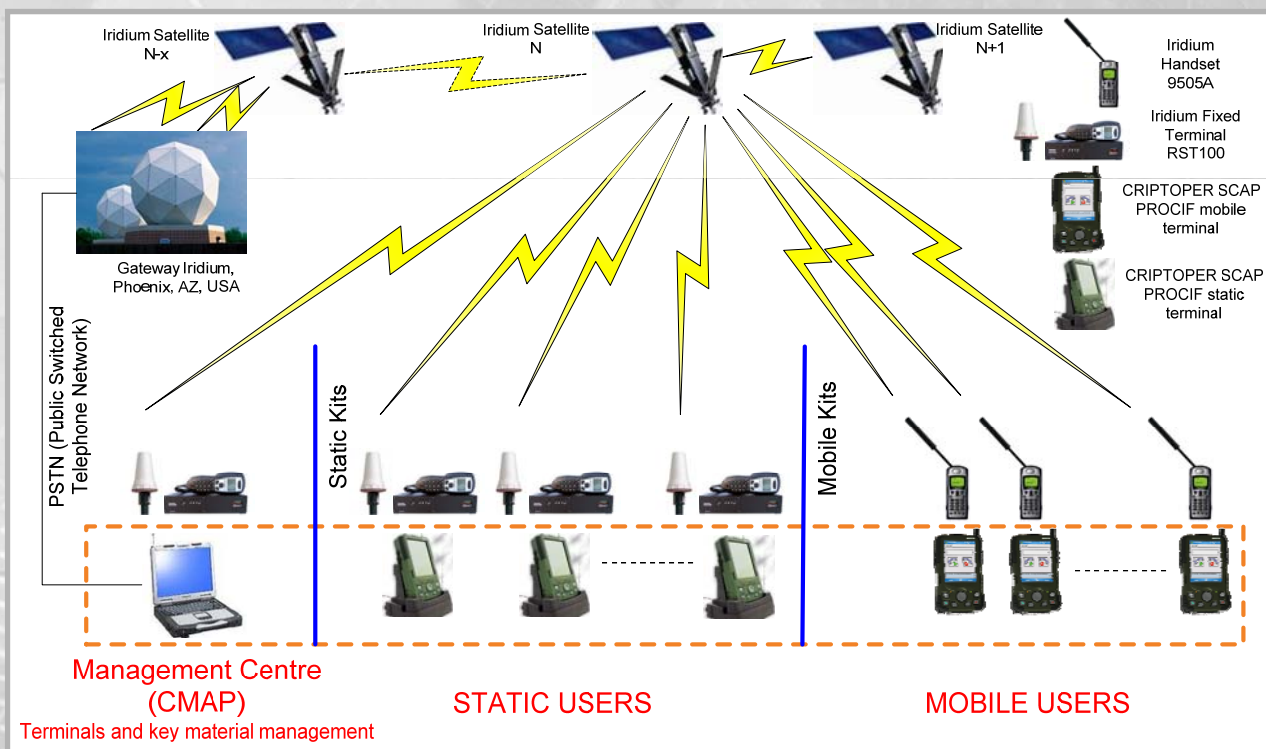 Iridium Satellite
N-x
Iridium Satellite
N
Iridium Satellite
N+1
Iridium
Handset
9505A
Iridium Fixed
Terminal
RST100
CRIPTOPER SCAP
PROCIF mobile
terminal
CRIPTOPER SCAP
PROCIF static
terminal
Gateway Iridium,
Phoenix, AZ, USA
PSTN (Public Switched
Telephone Network)
Static Kits
Mobile Kits
Management Centre
(CMAP)
Terminals and key material management
STATIC USERS
MOBILE USERS